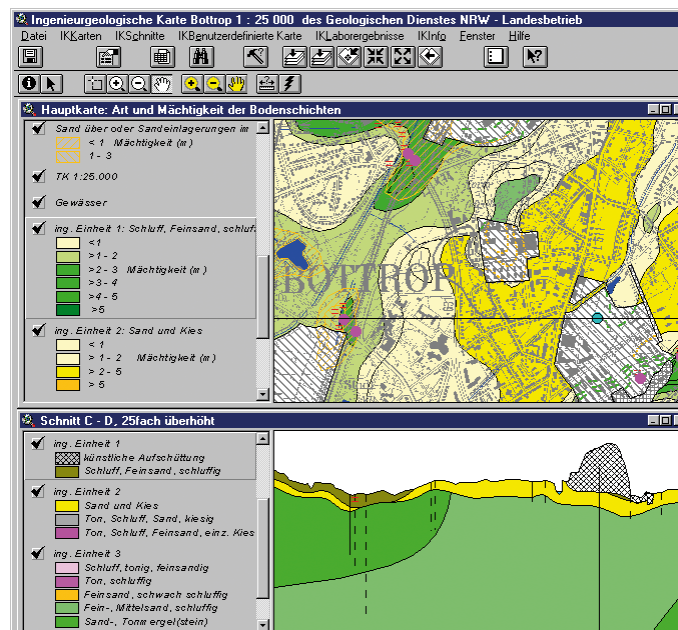 Ingenieurgeologische Karte Bottrop 1 : 25 000 des Geologischen Dienstes NRW - Landesbetrieb
Datei IKKarten IKSchnitte IKBenutzerdefinierte Karte IKLaborergebnisse IKInfo Fenster Hilfe
Hauptkarte: Art und Mächtigkeit der Bodenschichten
Sand über oder Sandeinlagerungen im
< 1 Mächtigkeit (m)
1 - 3
TK 1:25.000
Gewässer
ing. Einheit 1: Schluff, Feinsand, schluf
<1
>1 - 2
>2 - 3 Mächtigkeit (m)
>3 - 4
>4 - 5
>5
ing. Einheit 2: Sand und Kies
< 1
> 1 - 2 Mächtigkeit (m)
> 2 - 5
> 5
BOTTROP
Schnitt C - D, 25fach überhöht
ing. Einheit 1
künstliche Aufschüttung
Schluff, Feinsand, schluffig
ing. Einheit 2
Sand und Kies
Ton, Schluff, Sand, kiesig
Ton, Schluff, Feinsand, einz. Kies
ing. Einheit 3
Schluff, tonig, feinsandig
Ton, schluffig
Feinsand, schwach schluffig
Fein-, Mittelsand, schluffig
Sand-, Tonmergel(stein)